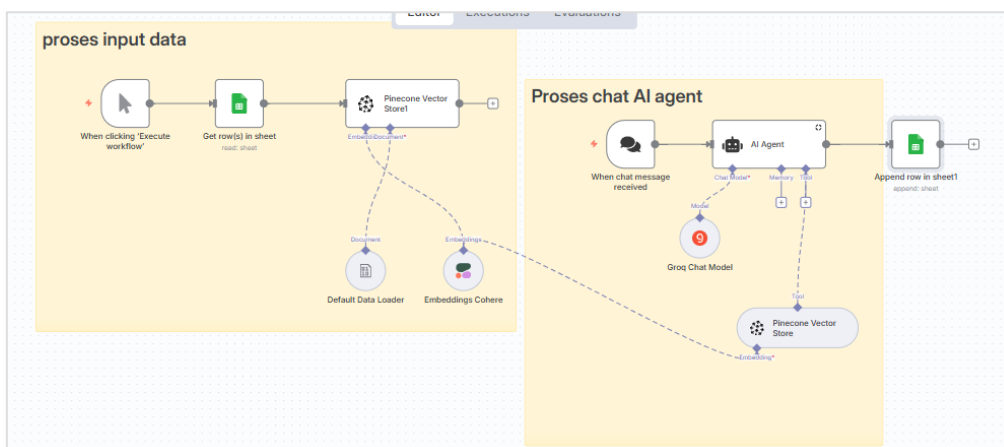 Editor Executions Evaluations
proses input data
When clicking ‘Execute
workflow’
Get row(s) in sheet
read: sheet
Pinecone Vector
Store1
Document*
Document
Default Data Loader
Embeddings
Embeddings Cohere
Proses chat AI agent
When chat message
received
AI Agent
Chat Model*
Memory
Tool
Append row in sheet1
append: sheet
Model
Groq Chat Model
Tool
Pinecone Vector
Store
Embedding*